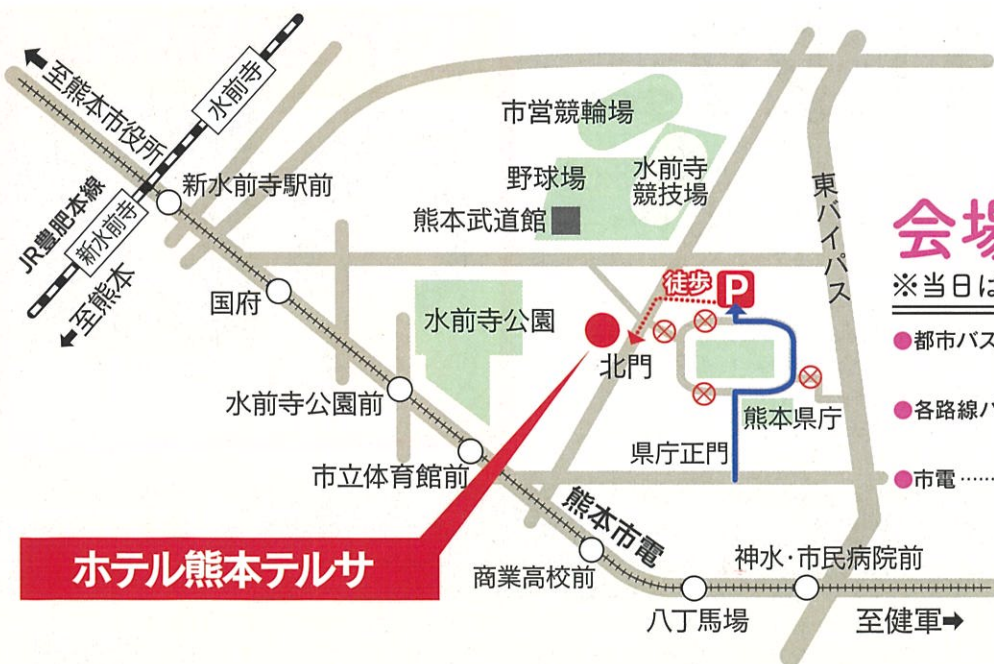 至熊本市役所
水前寺
新水前寺駅前
JR豊肥本線
新水前寺
至熊本
国府
水前寺公園前
市立体育館前
市営競輪場
野球場
水前寺
競技場
熊本武道館
水前寺公園
徒歩
P
北門
東バイパス
熊本県庁
県庁正門
熊本市電
商業高校前
八丁馬場
神水・市民病院前
至健軍
ホテル熊本テルサ
会場
※当日は
●都市バス
●各路線バ
●市電……